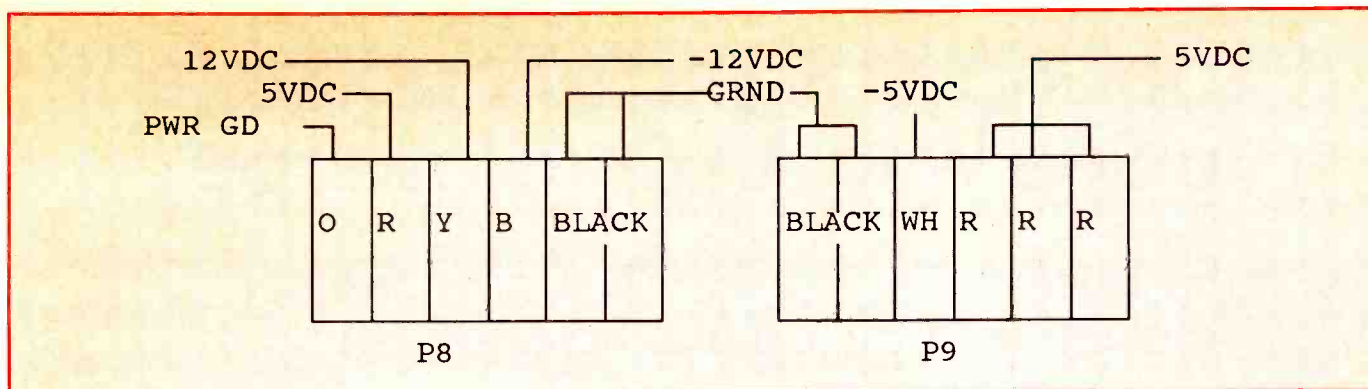 12VDC -12VDC 5VDC
5VDC GRND -5VDC
PWR GD
O R Y B BLACK BLACK WH R R R
P8 P9